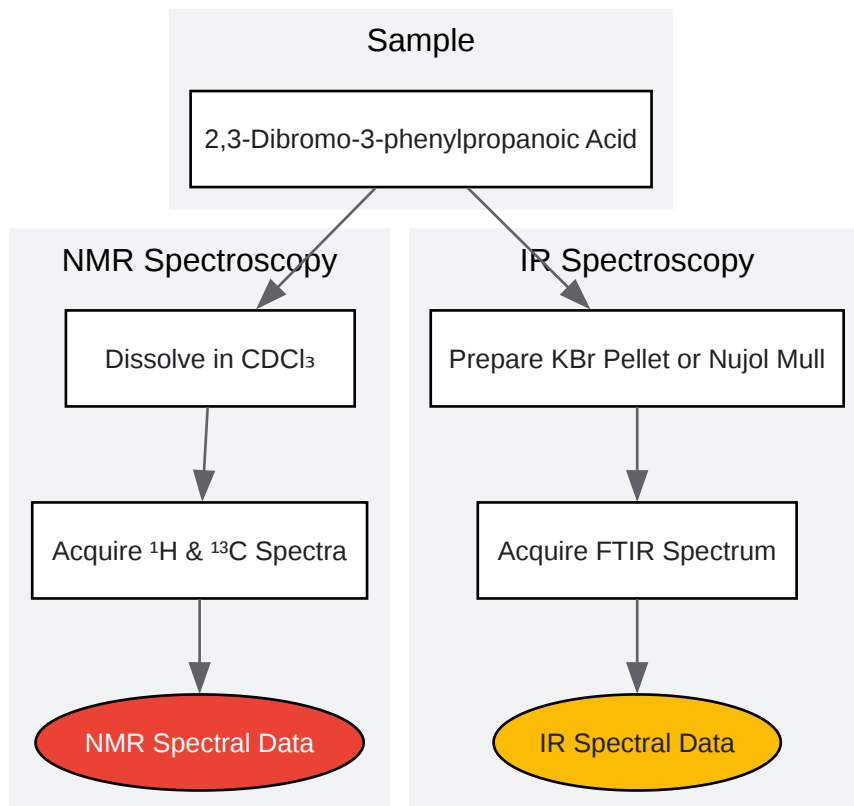 Sample
2,3-Dibromo-3-phenylpropanoic Acid
NMR Spectroscopy
Dissolve in CDCl₃
Acquire ¹H & ¹³C Spectra
NMR Spectral Data
IR Spectroscopy
Prepare KBr Pellet or Nujol Mull
Acquire FTIR Spectrum
IR Spectral Data